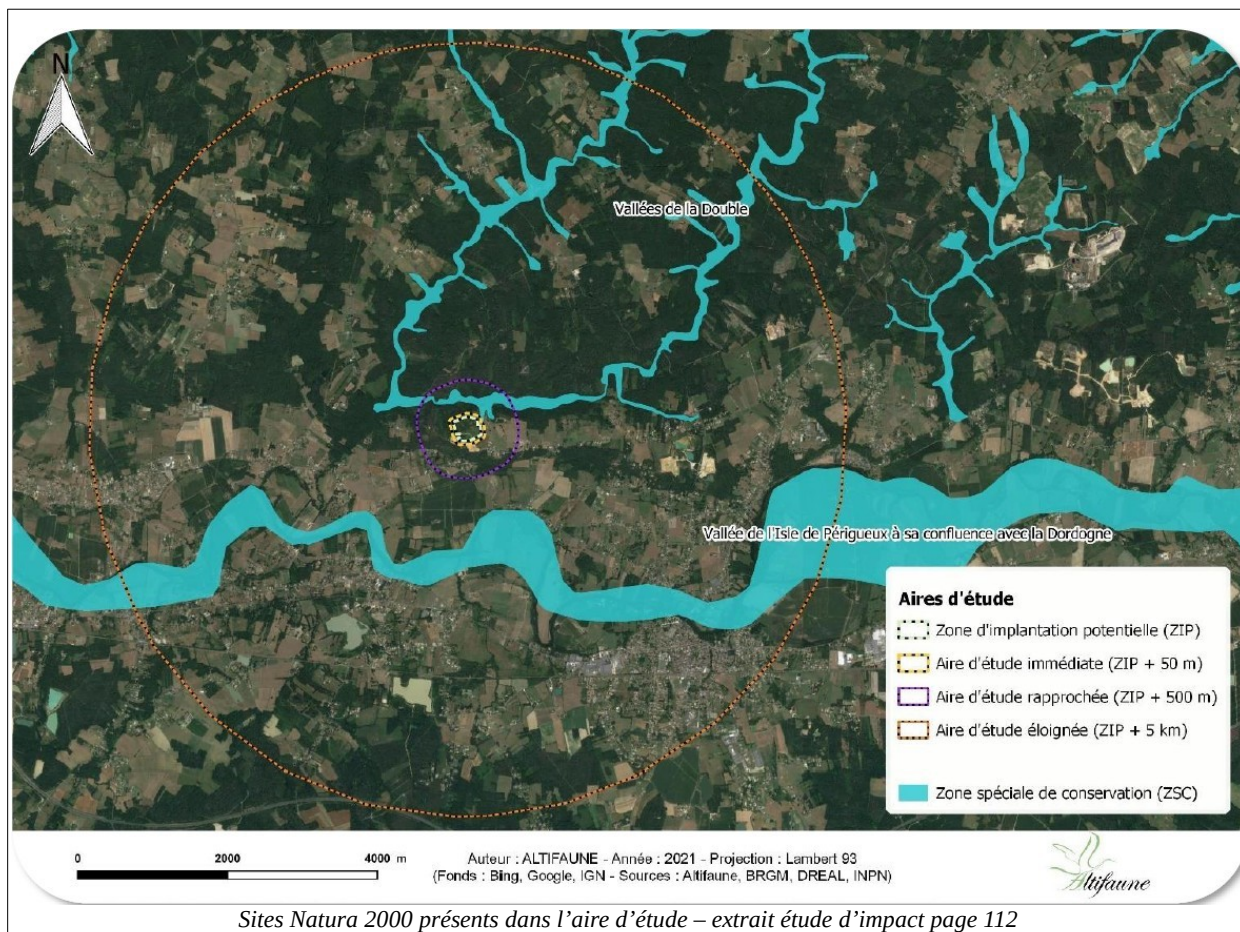 N
Vallées de la Double
Vallée de l'Isle de Périgueux à sa confluence avec la Dordogne
Aires d'étude
Zone d'implantation potentielle (ZIP)
Aire d'étude immédiate (ZIP + 50 m)
Aire d'étude rapprochée (ZIP + 500 m)
Aire d'étude éloignée (ZIP + 5 km)
Zone spéciale de conservation (ZSC)
0 2000 4000 m
Auteur : ALTIFAUNE - Année : 2021 - Projection : Lambert 93
(Fonds : Bing, Google, IGN - Sources : Altifaune, BRGM, DREAL, INPN)
Altifaune
Sites Natura 2000 présents dans l'aire d'étude – extrait étude d'impact page 112